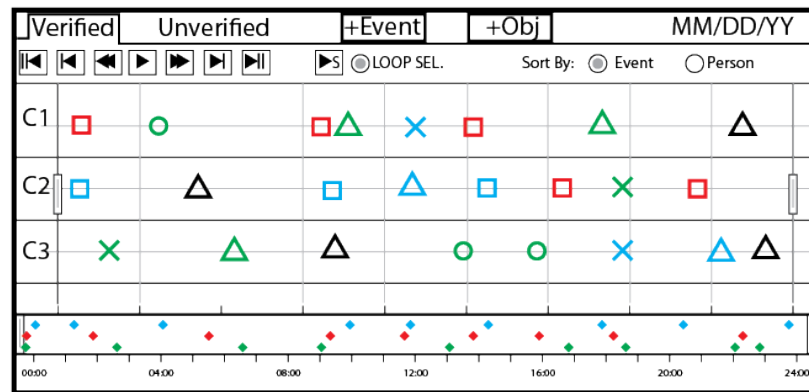 Verified Unverified +Event +Obj MM/DD/YY
S LOOP SEL. Sort By: Event Person
C1
C2
C3
00:00 04:00 08:00 12:00 16:00 20:00 24:00